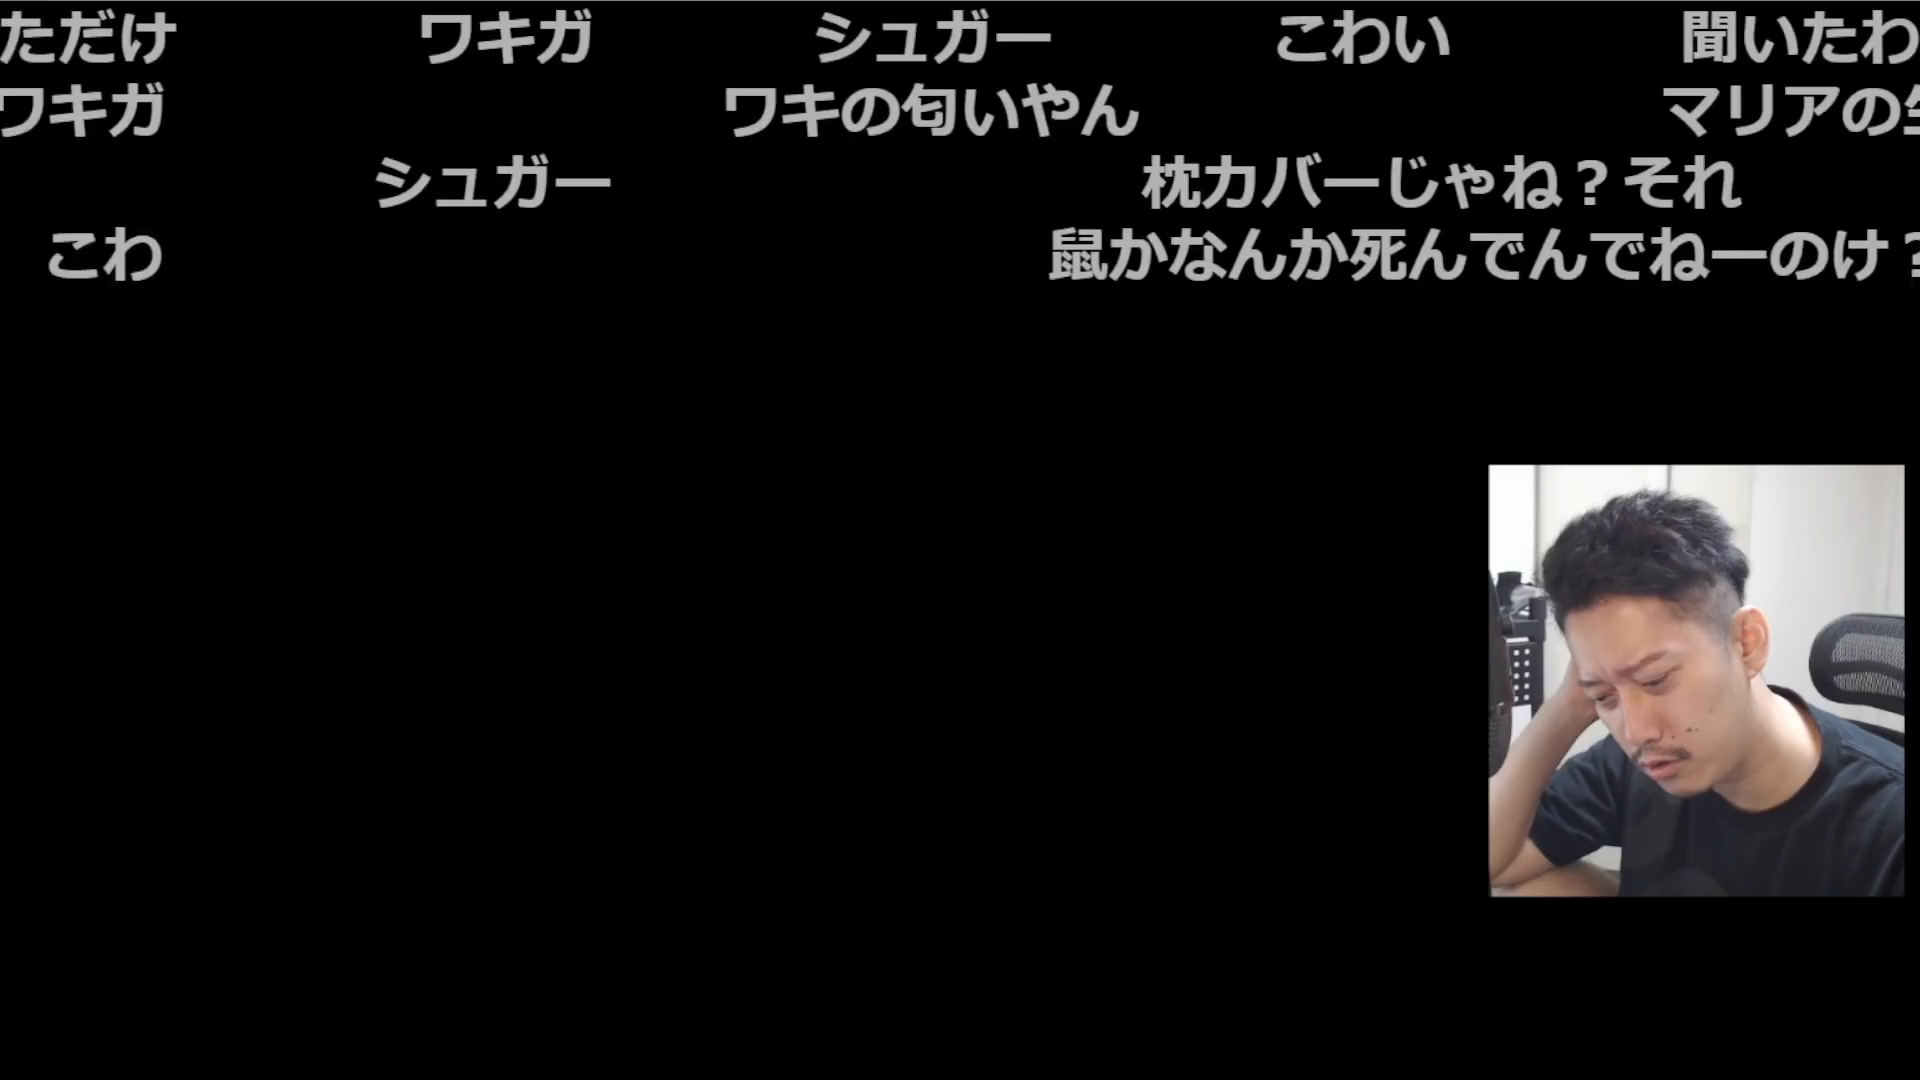 ただけ ワキガ シュガー こわい 聞いたわ
ワキガ ワキの匂いやん マリアの
シュガー 枕カバーじゃね？それ
こわ 鼠かなんか死んでんでねーのけ？